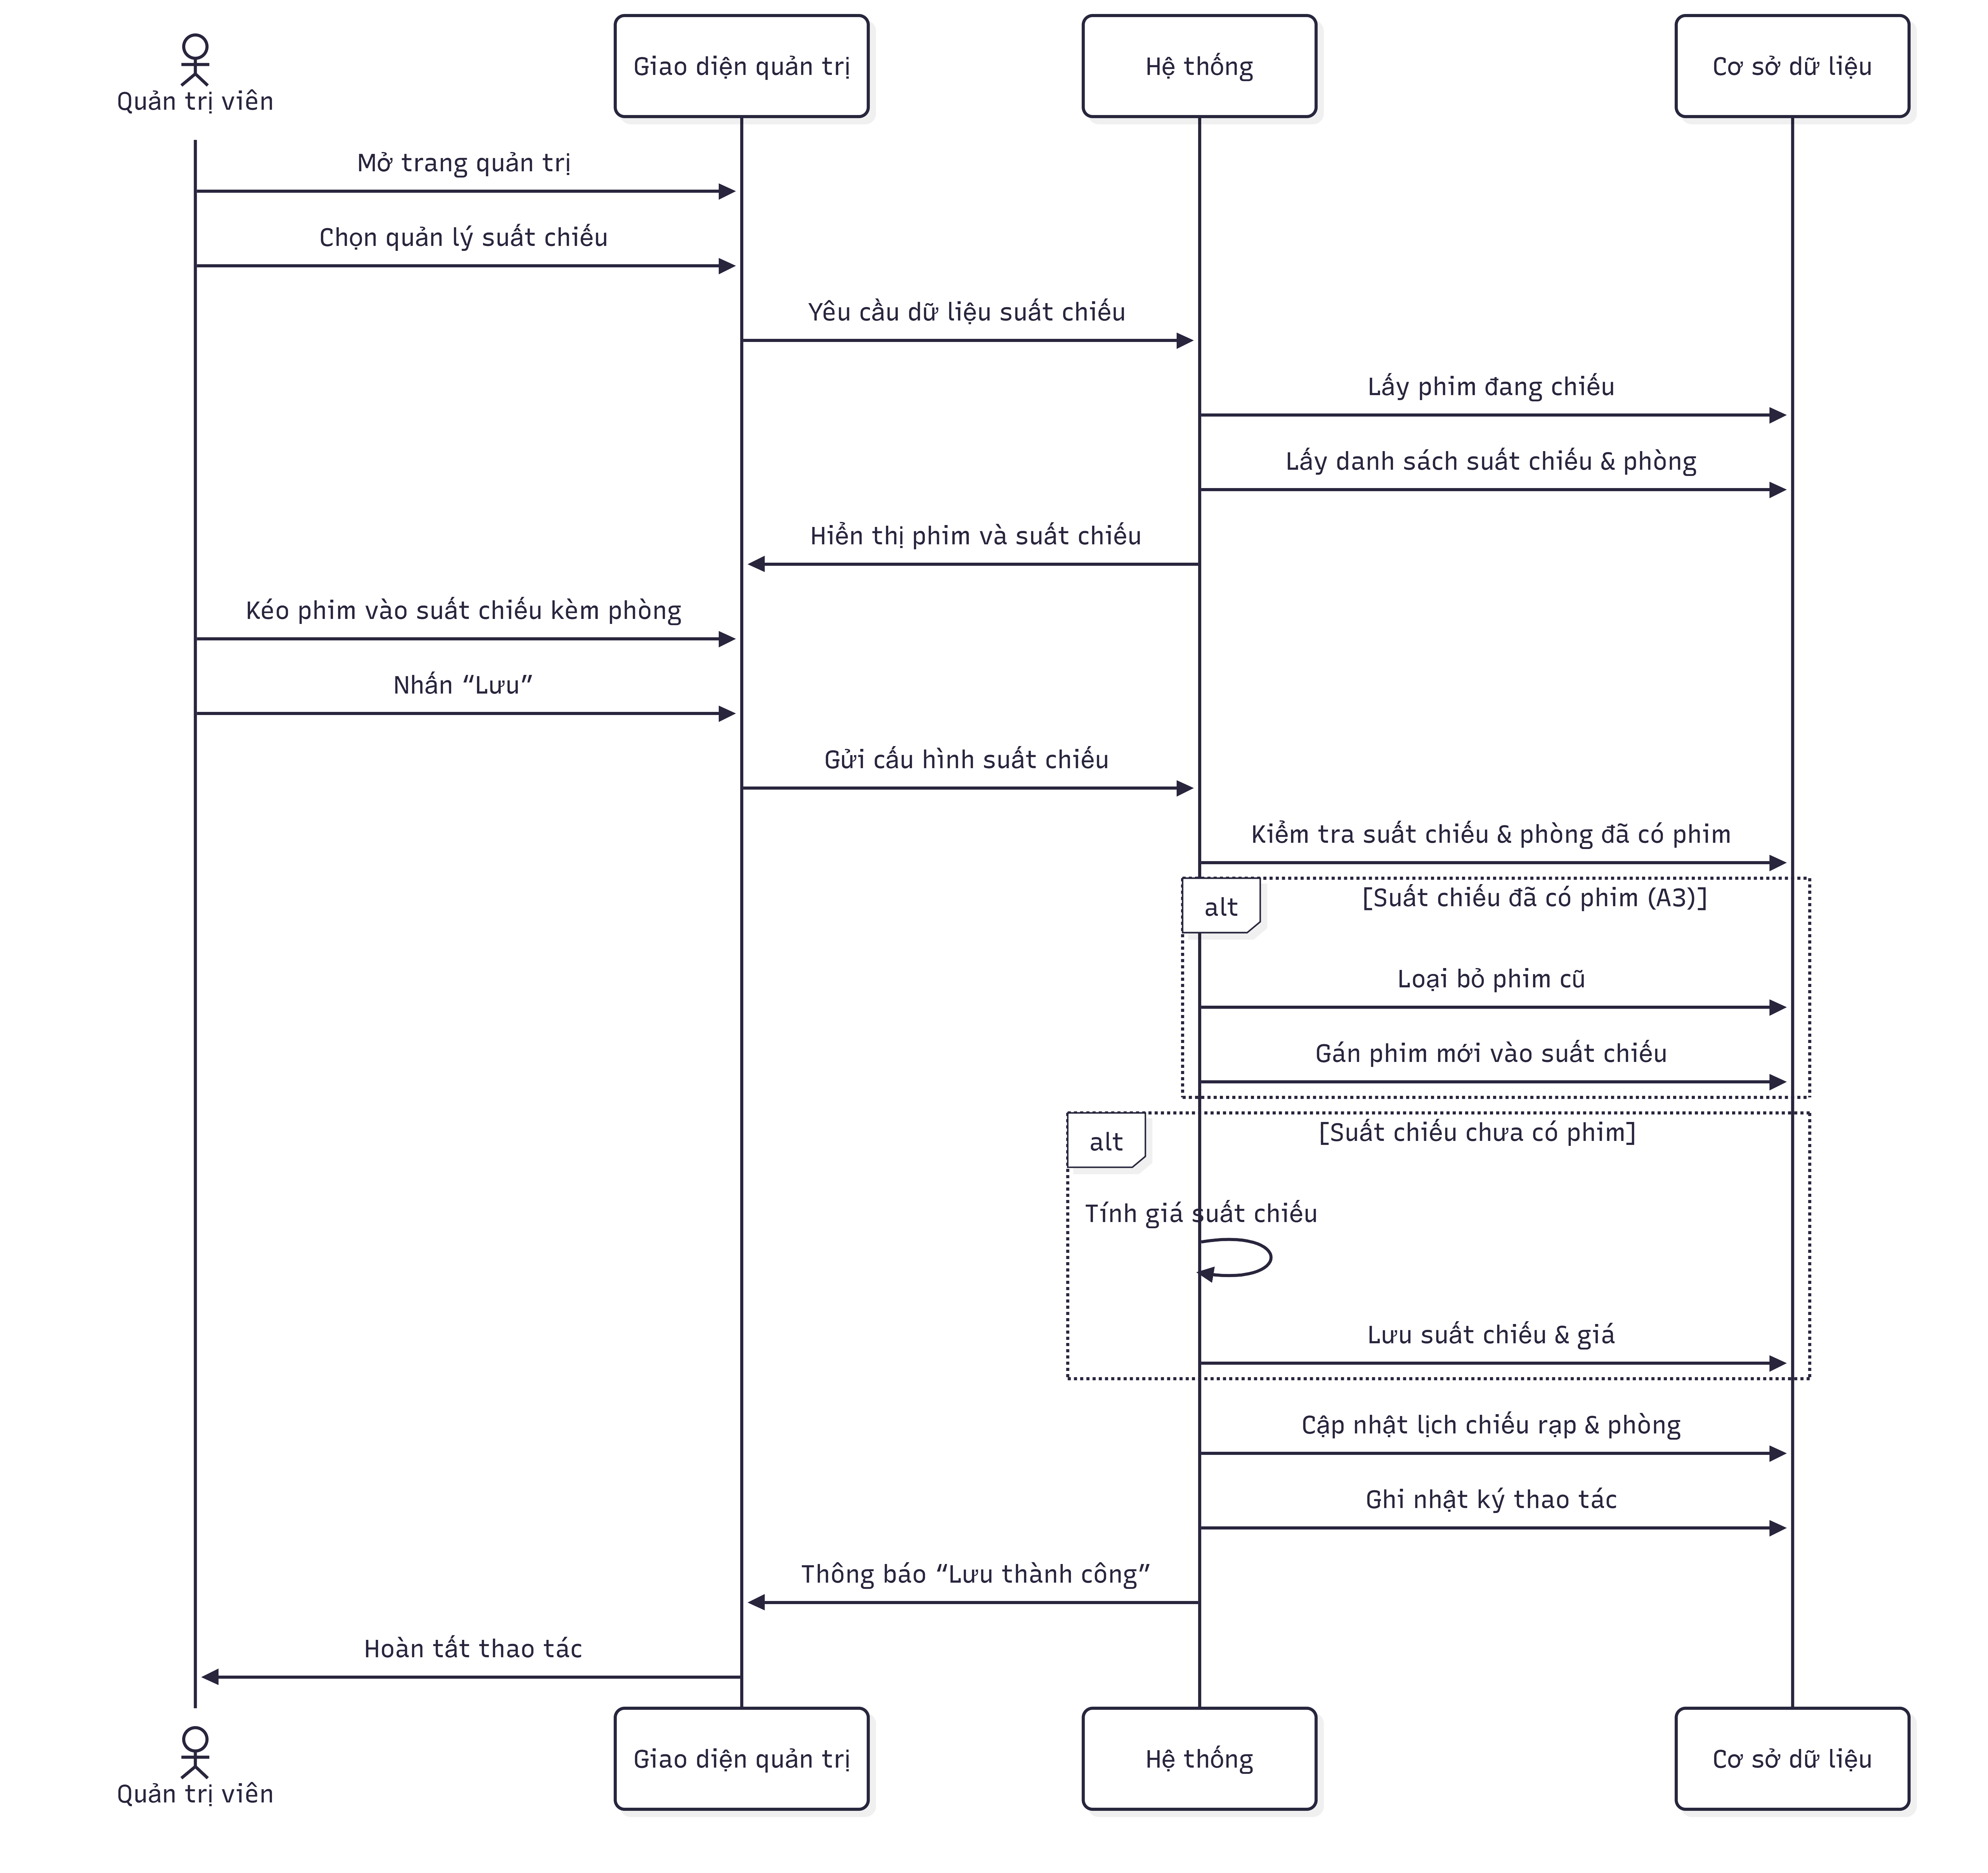 Quản trị viên
Giao diện quản trị
Hệ thống
Cơ sở dữ liệu
Mở trang quản trị
Chọn quản lý suất chiếu
Yêu cầu dữ liệu suất chiếu
Lấy phim đang chiếu
Lấy danh sách suất chiếu & phòng
Hiển thị phim và suất chiếu
Kéo phim vào suất chiếu kèm phòng
Nhấn “Lưu”
Gửi cấu hình suất chiếu
Kiểm tra suất chiếu & phòng đã có phim
alt
[Suất chiếu đã có phim (A3)]
Loại bỏ phim cũ
Gán phim mới vào suất chiếu
alt
[Suất chiếu chưa có phim]
Tính giá suất chiếu
Lưu suất chiếu & giá
Cập nhật lịch chiếu rạp & phòng
Ghi nhật ký thao tác
Thông báo “Lưu thành công”
Hoàn tất thao tác
Quản trị viên
Giao diện quản trị
Hệ thống
Cơ sở dữ liệu